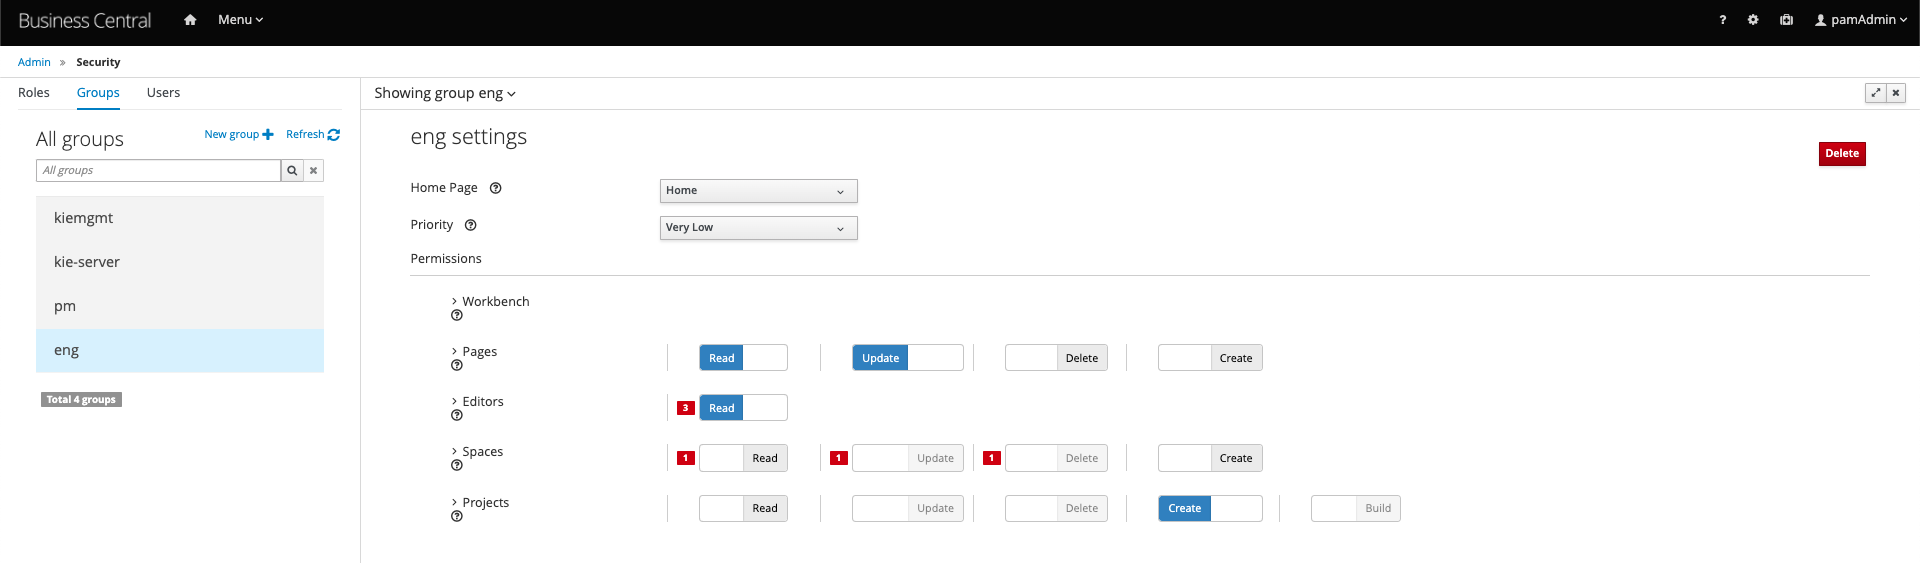 Business Central Menu ? pamAdmin
Admin » Security
Roles Groups Users
Showing group eng
All groups New group Refresh
All groups
kiemgmt
kie-server
pm
eng
Total 4 groups
eng settings
Delete
Home Page ? Home
Priority ? Very Low
Permissions
Workbench
?
Pages Read Update Delete Create
?
Editors 3 Read
?
Spaces 1 Read 1 Update 1 Delete Create
?
Projects Read Update Delete Create Build
?